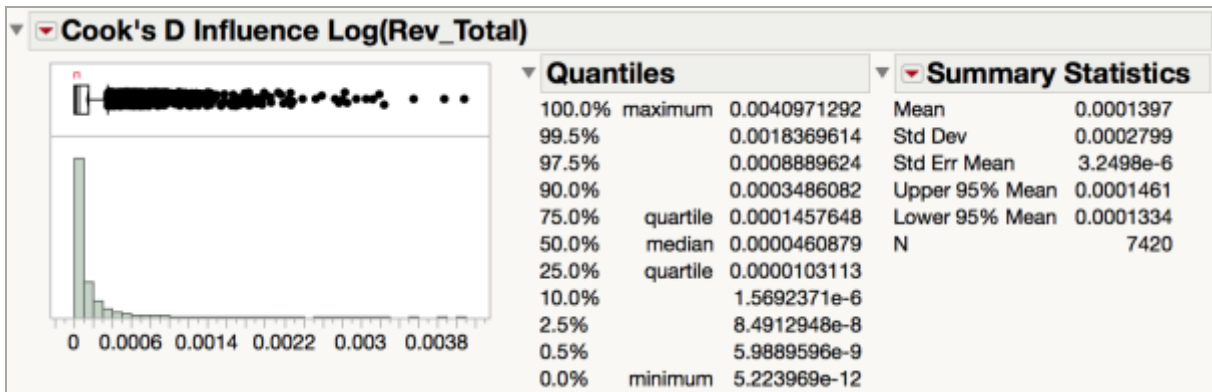 Cook's D Influence Log(Rev_Total)
0 0.0006 0.0014 0.0022 0.003 0.0038
Quantiles
100.0% maximum 0.0040971292
99.5% 0.0018369614
97.5% 0.0008889624
90.0% 0.0003486082
75.0% quartile 0.0001457648
50.0% median 0.0000460879
25.0% quartile 0.0000103113
10.0% 1.5692371e-6
2.5% 8.4912948e-8
0.5% 5.9889596e-9
0.0% minimum 5.223969e-12
Summary Statistics
Mean 0.0001397
Std Dev 0.0002799
Std Err Mean 3.2498e-6
Upper 95% Mean 0.0001461
Lower 95% Mean 0.0001334
N 7420